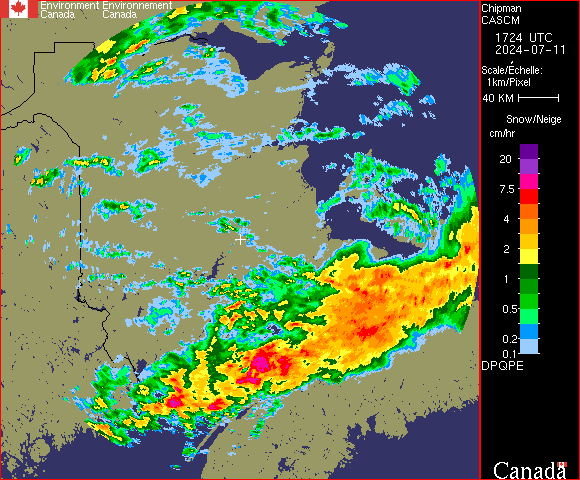 Environment Environnement
Canada Canada
Chipman
CASCM
1724 UTC
2024-07-11
Scale/Echelle:
1km/Pixel
40 KM
Snow/Neige
cm/hr
20
7.5
4
2
1
0.5
0.2
0.1
DPQPE
Canada